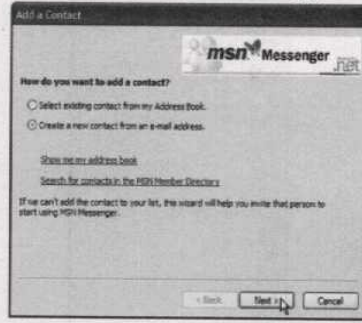 Add a Contact
msn Messenger
.net
How do you want to add a contact?
Select existing contact from my Address Book.
Create a new contact from an e-mail address.
Show me my address book
Search for contacts in the MSN Member Directory
If we can't add the contact to your list, this wizard will help you invite that person to
start using MSN Messenger.
< Back Next > Cancel